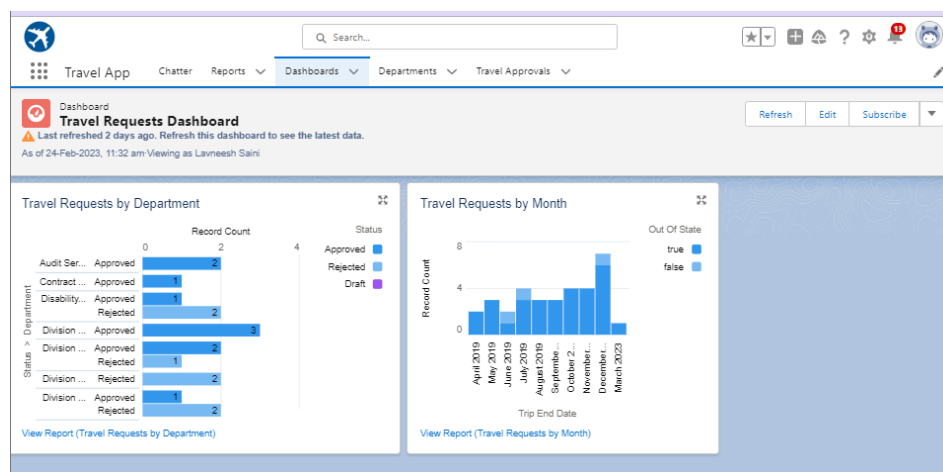 Search...
13
Travel App Chatter Reports Dashboards Departments Travel Approvals
Dashboard
Travel Requests Dashboard
Last refreshed 2 days ago. Refresh this dashboard to see the latest data.
As of 24-Feb-2023, 11:32 am·Viewing as Lavneesh Saini
Refresh Edit Subscribe
Travel Requests by Department
Record Count
0 2 4
Status > Department
Audit Ser... Approved 2
Contract ... Approved 1
Disability... Approved 1
Rejected 2
Division ... Approved 3
Division ... Approved 2
Rejected 1
Division ... Rejected 2
Division ... Approved 1
Rejected 2
Status
Approved
Rejected
Draft
View Report (Travel Requests by Department)
Travel Requests by Month
Record Count
8
4
0
April 2019
May 2019
June 2019
July 2019
August 2019
Septembe...
October 2...
November...
December...
March 2023
Trip End Date
Out Of State
true
false
View Report (Travel Requests by Month)